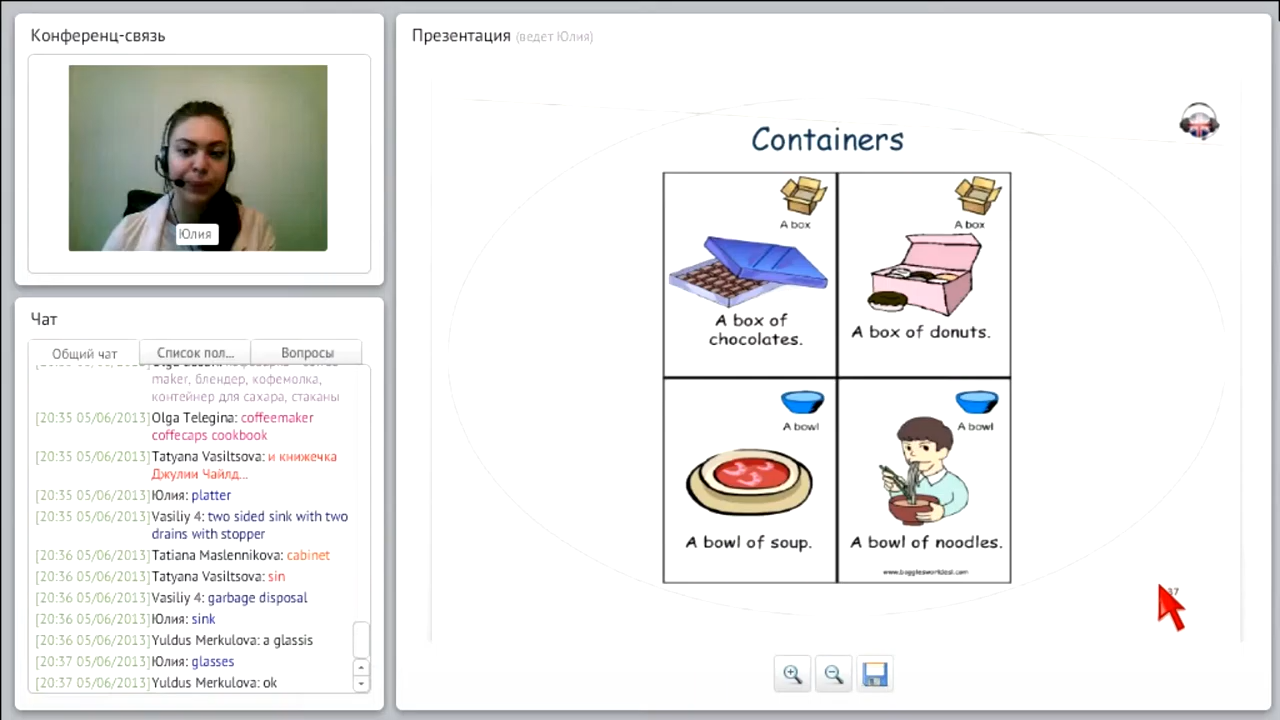 Конференц-связь
Юлия
Чат
Общий чат
Список пол...
Вопросы
maker, блендер, кофемолка,
контейнер для сахара, стаканы
[20:35 05/06/2013] Olga Telegina: coffeemaker
coffecaps cookbook
[20:35 05/06/2013] Tatyana Vasiltsova: и книжечка
Джулии Чайлд...
[20:35 05/06/2013] Юлия: platter
[20:35 05/06/2013] Vasiliy 4: two sided sink with two
drains with stopper
[20:36 05/06/2013] Tatiana Maslennikova: cabinet
[20:36 05/06/2013] Tatyana Vasiltsova: sin
[20:36 05/06/2013] Vasiliy 4: garbage disposal
[20:36 05/06/2013] Юлия: sink
[20:36 05/06/2013] Yuldus Merkulova: a glassis
[20:37 05/06/2013] Юлия: glasses
[20:37 05/06/2013] Yuldus Merkulova: ok
Презентация (ведет Юлия)
Containers
A box
A box of
chocolates.
A box
A box of donuts.
A bowl
A bowl of soup.
A bowl
A bowl of noodles.
www.bogglesworldesl.com
37